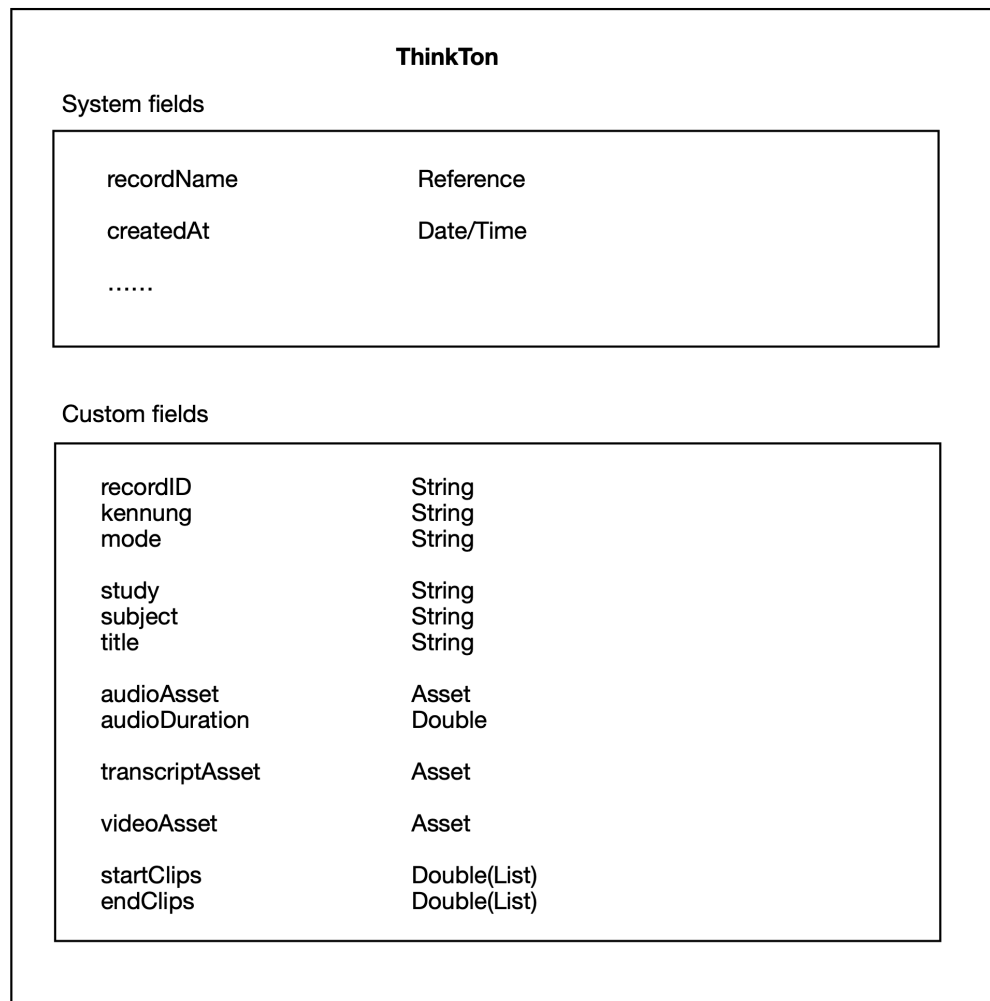 ThinkTon
System fields
recordName Reference
createdAt Date/Time
......
Custom fields
recordID String
kennung String
mode String
study String
subject String
title String
audioAsset Asset
audioDuration Double
transcriptAsset Asset
videoAsset Asset
startClips Double(List)
endClips Double(List)